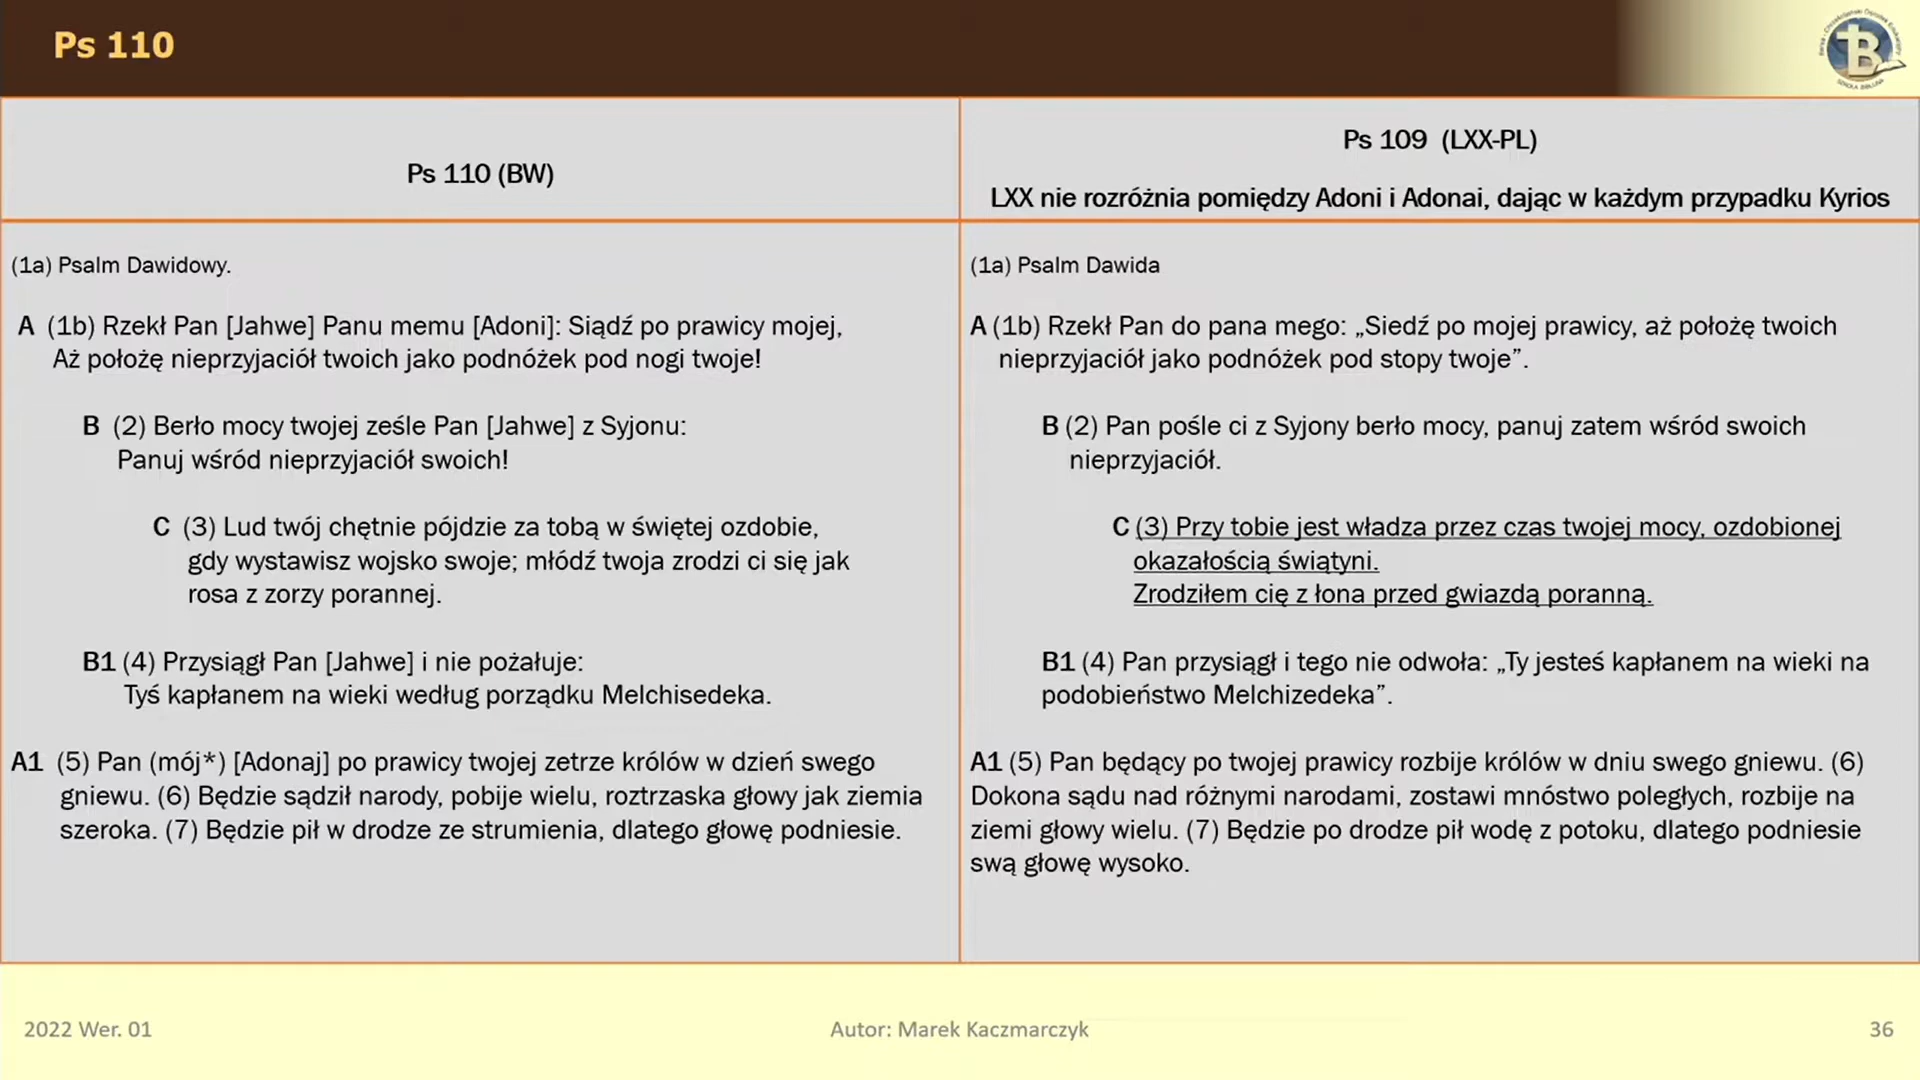 Ps 110
Ps 110 (BW)
Ps 109 (LXX-PL)
LXX nie rozróżnia pomiędzy Adoni i Adonai, dając w każdym przypadku Kyrios
(1a) Psalm Dawidowy.
A (1b) Rzekł Pan [Jahwe] Panu memu [Adoni]: Siądź po prawicy mojej,
Aż położę nieprzyjaciół twoich jako podnóżek pod nogi twoje!
B (2) Berło mocy twojej ześle Pan [Jahwe] z Syjonu:
Panuj wśród nieprzyjaciół swoich!
C (3) Lud twój chętnie pójdzie za tobą w świętej ozdobie,
gdy wystawisz wojsko swoje; młódź twoja zrodzi ci się jak
rosa z zorzy porannej.
B1 (4) Przysiągł Pan [Jahwe] i nie pożałuje:
Tyś kapłanem na wieki według porządku Melchisedeka.
A1 (5) Pan (mój*) [Adonaj] po prawicy twojej zetrze królów w dzień swego
gniewu. (6) Będzie sądził narody, pobije wielu, roztrzaska głowy jak ziemia
szeroka. (7) Będzie pił w drodze ze strumienia, dlatego głowę podniesie.
(1a) Psalm Dawida
A (1b) Rzekł Pan do pana mego: „Siedź po mojej prawicy, aż położę twoich
nieprzyjaciół jako podnóżek pod stopy twoje”.
B (2) Pan pośle ci z Syjony berło mocy, panuj zatem wśród swoich
nieprzyjaciół.
C (3) Przy tobie jest władza przez czas twojej mocy, ozdobionej
okazałością świątyni.
Zrodziłem cię z łona przed gwiazdą poranną.
B1 (4) Pan przysiągł i tego nie odwoła: „Ty jesteś kapłanem na wieki na
podobieństwo Melchizedeka”.
A1 (5) Pan będący po twojej prawicy rozbije królów w dniu swego gniewu. (6)
Dokona sądu nad różnymi narodami, zostawi mnóstwo poległych, rozbije na
ziemi głowy wielu. (7) Będzie po drodze pił wodę z potoku, dlatego podniesie
swą głowę wysoko.
2022 Wer. 01
Autor: Marek Kaczmarczyk
36